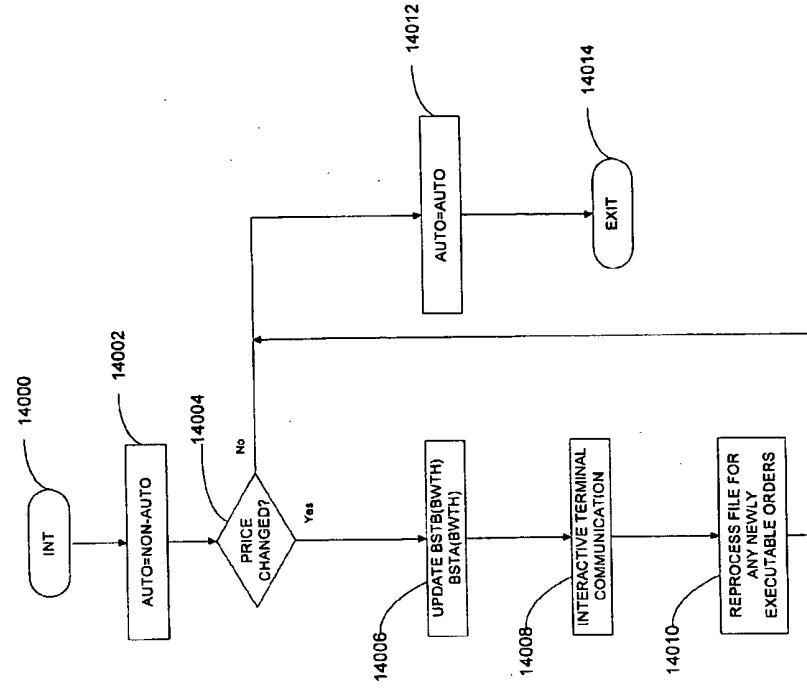 INT
14000
AUTO=NON-AUTO
14002
PRICE
CHANGED?
14004
No
Yes
UPDATE BSTB(BWTH)
BSTA(BWTH)
14006
INTERACTIVE TERMINAL
COMMUNICATION
14008
REPROCESS FILE FOR
ANY NEWLY
EXECUTABLE ORDERS
14010
AUTO=AUTO
14012
EXIT
14014